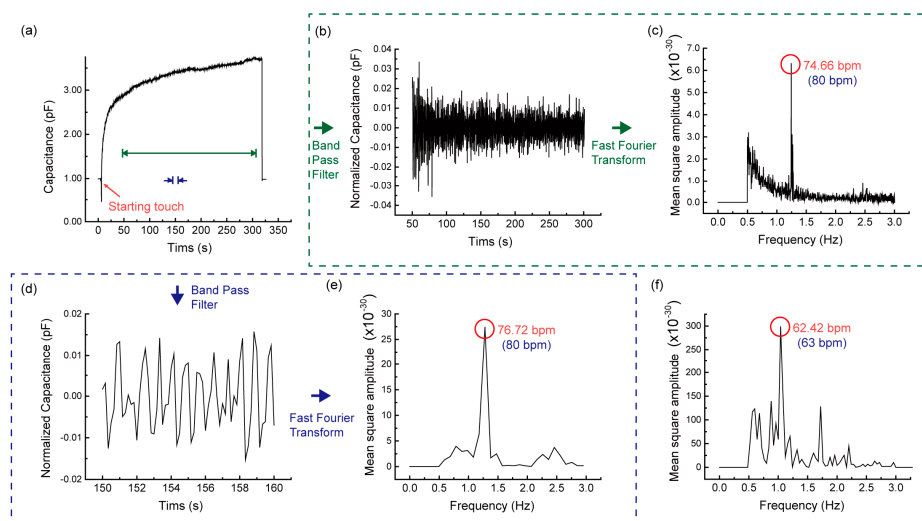 (a)
Capacitance (pF)
3.00
2.00
1.00
0.00
0
50
100
150
200
250
300
350
Tims (s)
Starting touch
(b)
Normalized Capacitance (pF)
0.04
0.03
0.02
0.01
0.00
-0.01
-0.02
-0.03
-0.04
50
100
150
200
250
300
Tims (s)
Band
Pass
Filter
Fast Fourier
Transform
(c)
Mean square amplitude (x10-30)
7.0
6.0
5.0
4.0
3.0
2.0
1.0
0.0
0.0
0.5
1.0
1.5
2.0
2.5
3.0
Frequency (Hz)
74.66 bpm
(80 bpm)
(d)
Band Pass
Filter
Normalized Capacitance (pF)
0.02
0.01
0.00
-0.01
-0.02
150
152
154
156
158
160
Tims (s)
Fast Fourier
Transform
(e)
Mean square amplitude (x10-30)
30
25
20
15
10
5
0
0.0
0.5
1.0
1.5
2.0
2.5
3.0
Frequency (Hz)
76.72 bpm
(80 bpm)
(f)
Mean square amplitude (x10-30)
300
250
200
150
100
50
0
0.0
0.5
1.0
1.5
2.0
2.5
3.0
Frequency (Hz)
62.42 bpm
(63 bpm)